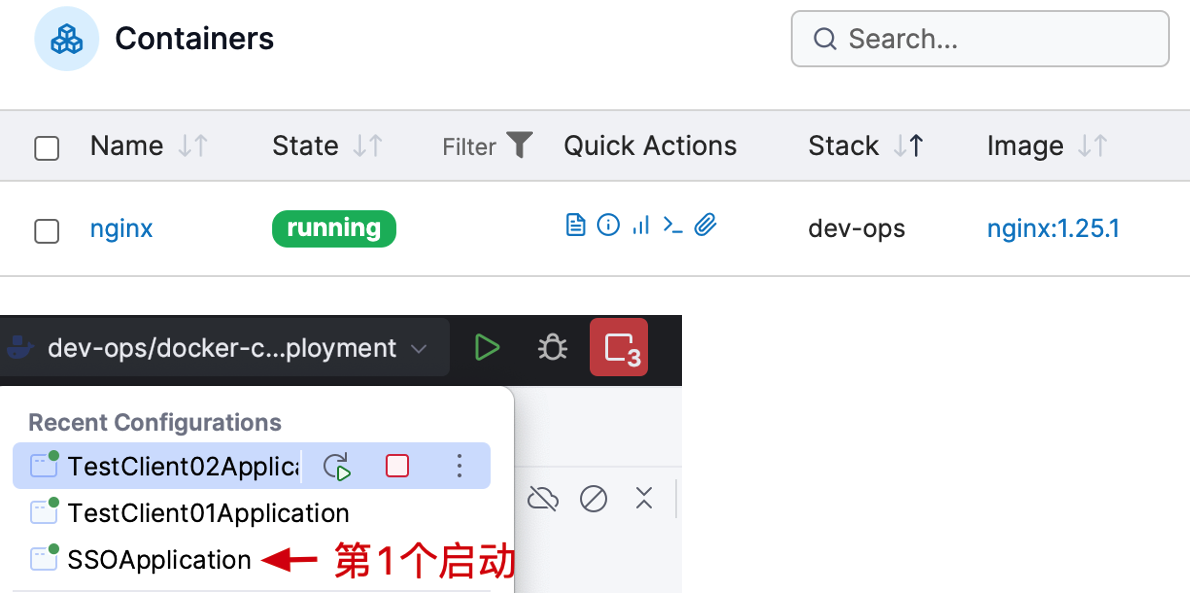 Containers
Search...
Name
State
Filter
Quick Actions
Stack
Image
nginx
running
dev-ops
nginx:1.25.1
dev-ops/docker-c...ployment
3
Recent Configurations
TestClient02Applica
TestClient01Application
SSOApplication
第1个启动